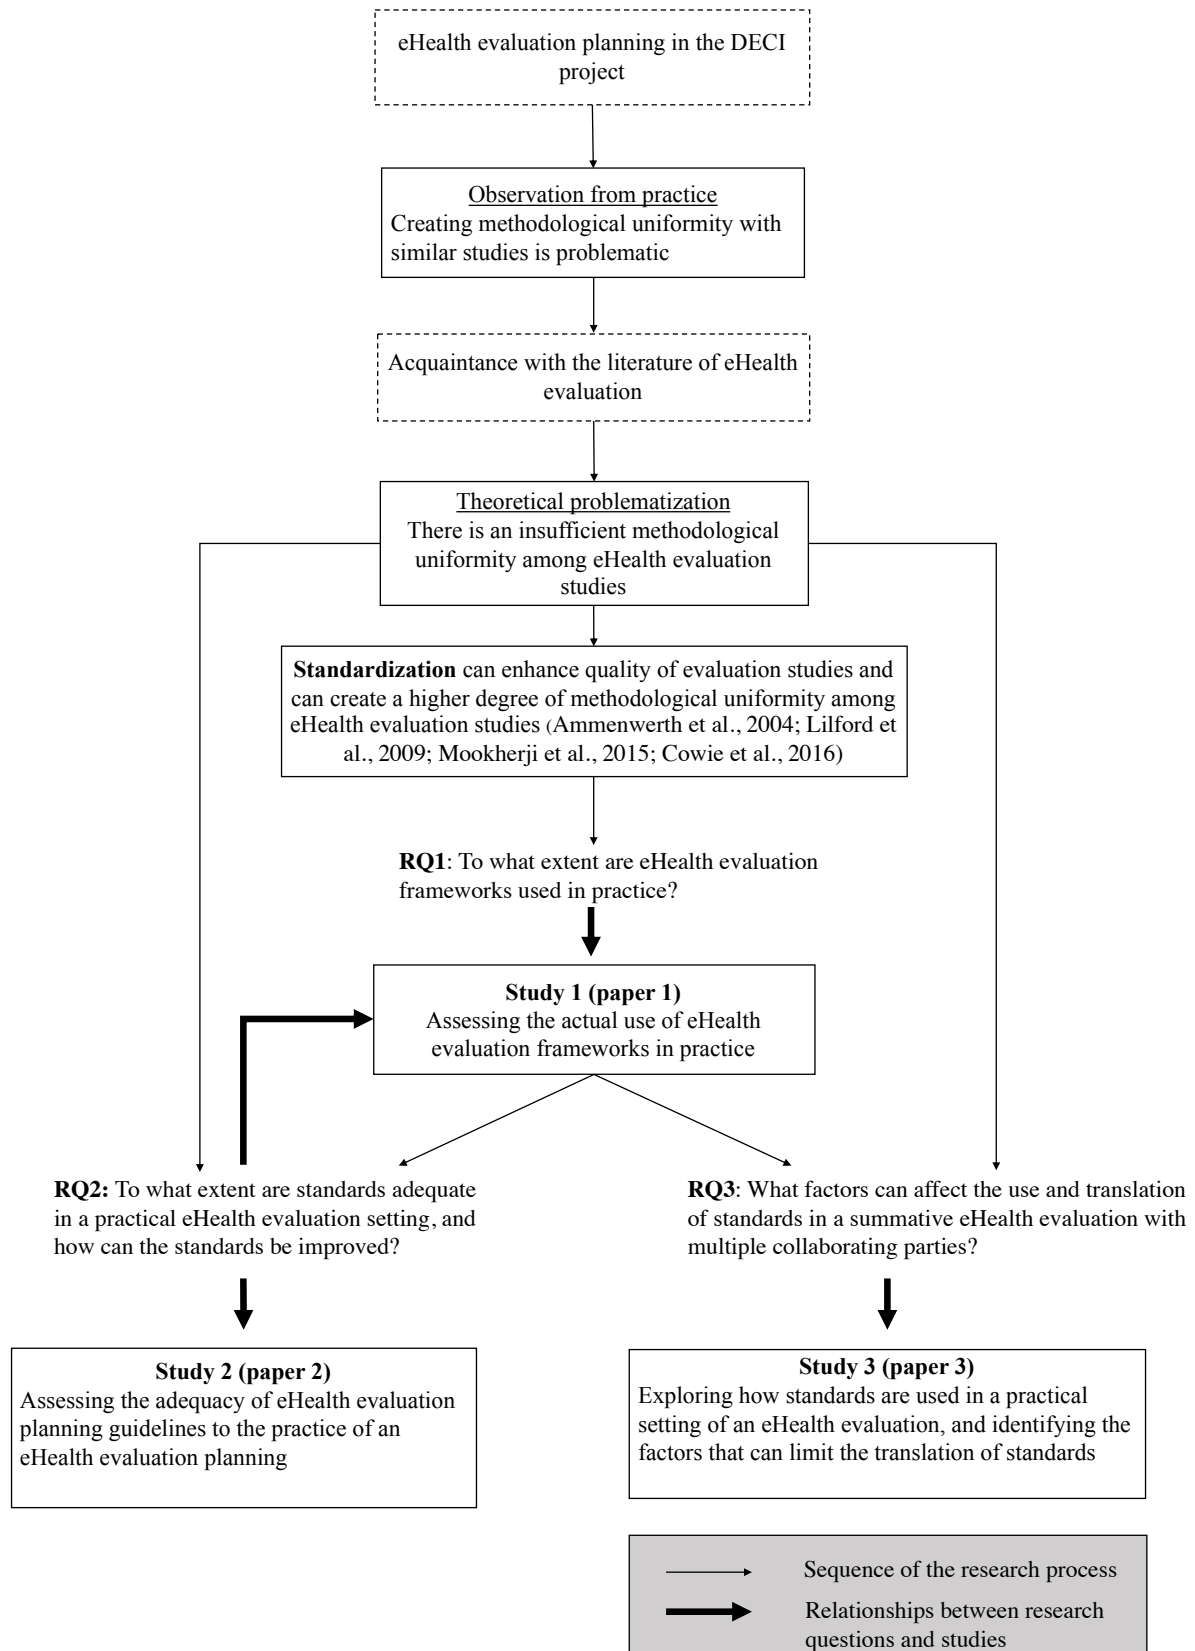 eHealth evaluation planning in the DECI
project
Observation from practice
Creating methodological uniformity with
similar studies is problematic
Acquaintance with the literature of eHealth
evaluation
Theoretical problematization
There is an insufficient methodological
uniformity among eHealth evaluation
studies
Standardization can enhance quality of evaluation studies and
can create a higher degree of methodological uniformity among
eHealth evaluation studies (Ammenwerth et al., 2004; Lilford et
al., 2009; Mookherji et al., 2015; Cowie et al., 2016)
RQ1: To what extent are eHealth evaluation
frameworks used in practice?
Study 1 (paper 1)
Assessing the actual use of eHealth
evaluation frameworks in practice
RQ2: To what extent are standards adequate
in a practical eHealth evaluation setting, and
how can the standards be improved?
RQ3: What factors can affect the use and translation
of standards in a summative eHealth evaluation with
multiple collaborating parties?
Study 2 (paper 2)
Assessing the adequacy of eHealth evaluation
planning guidelines to the practice of an
eHealth evaluation planning
Study 3 (paper 3)
Exploring how standards are used in a practical
setting of an eHealth evaluation, and identifying the
factors that can limit the translation of standards
Sequence of the research process
Relationships between research
questions and studies